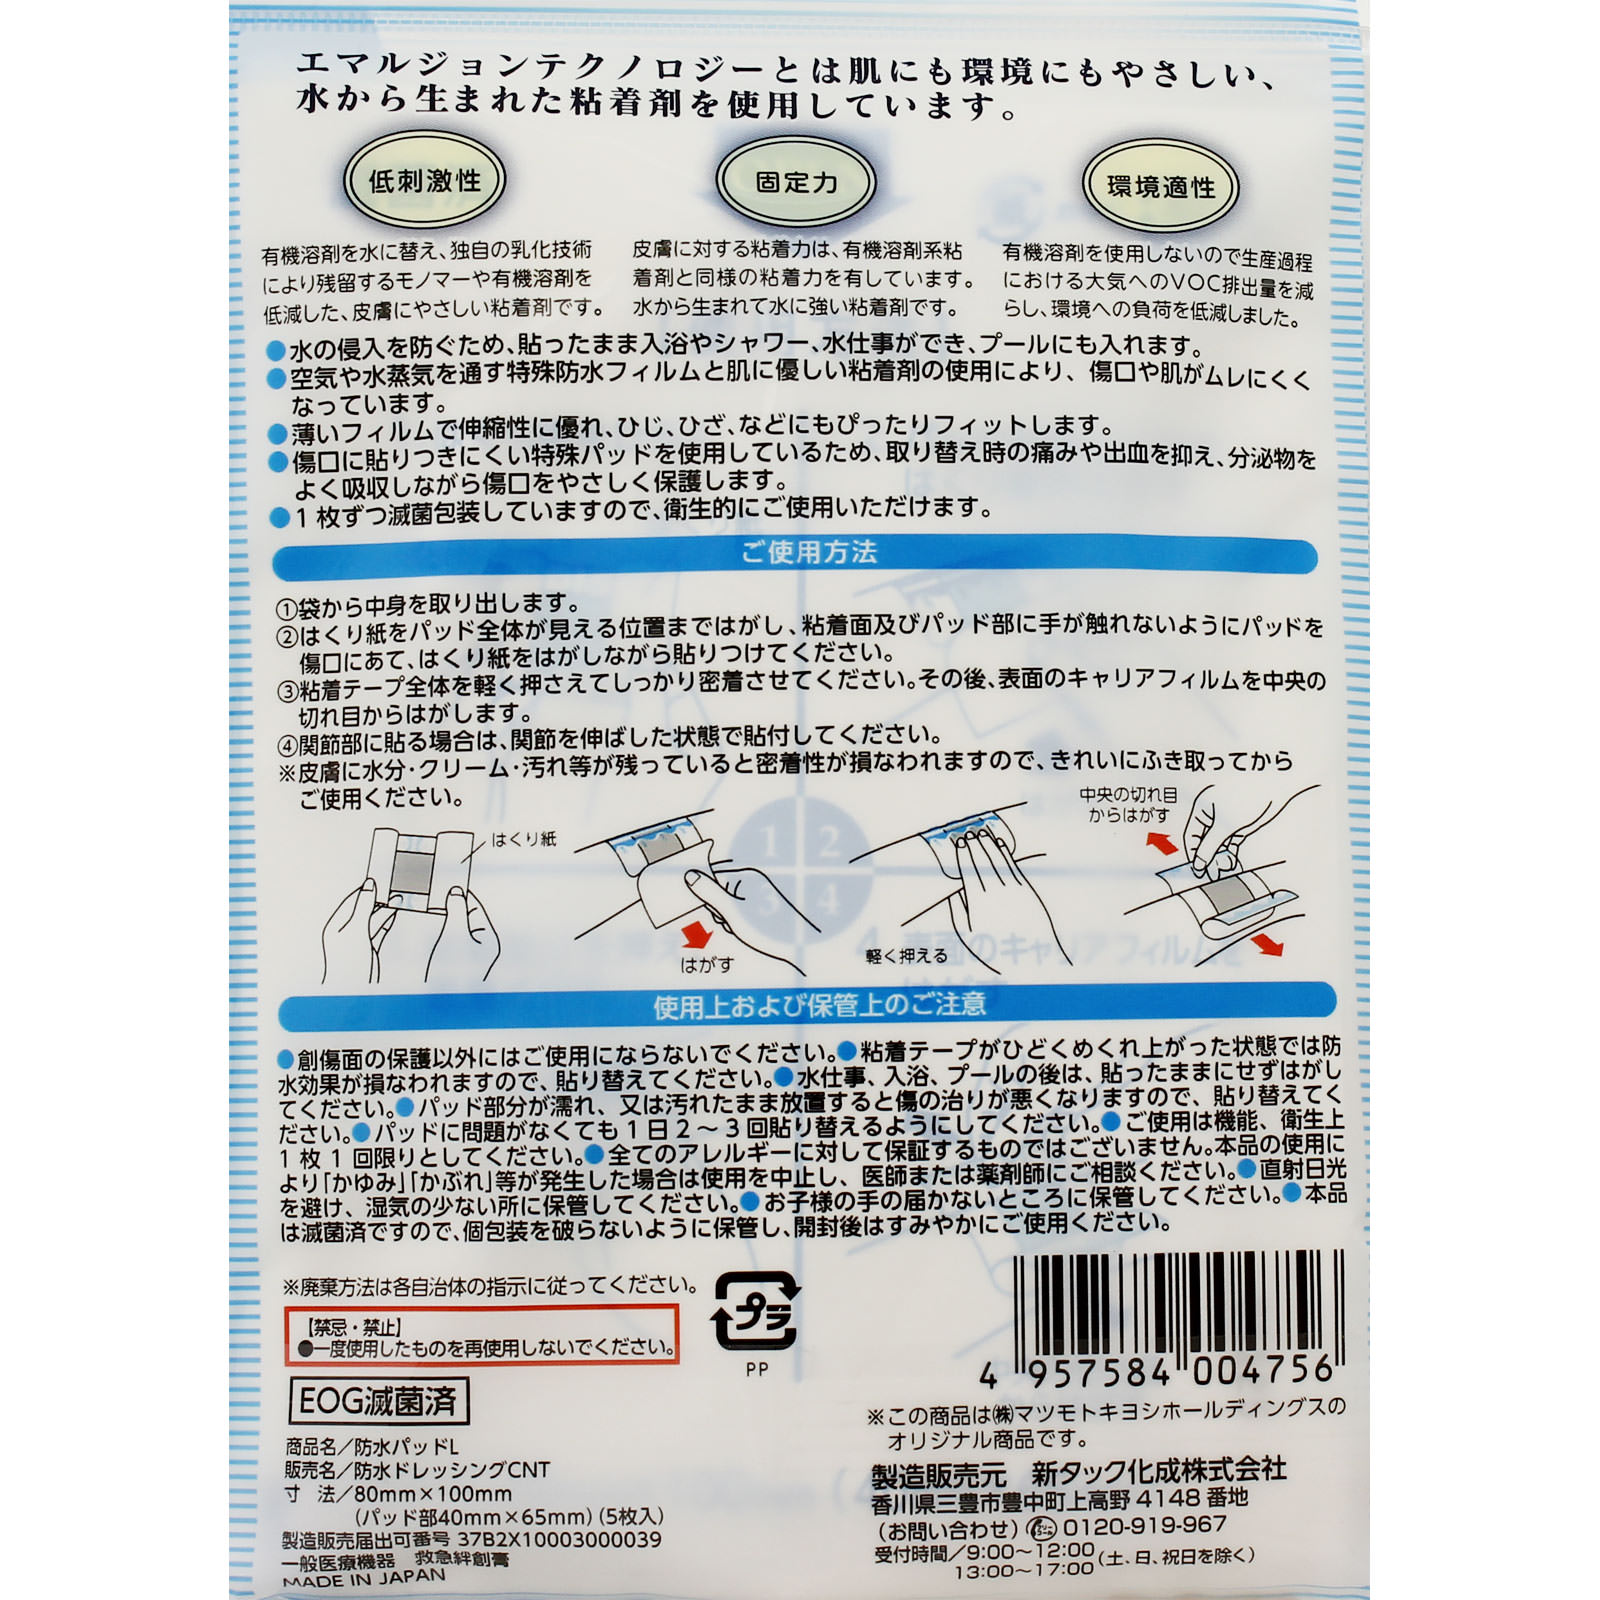 エマルジョンテクノロジーとは肌にも環境にもやさしい、
水から生まれた粘着剤を使用しています。
低刺激性
固定力
環境適性
有機溶剤を水に替え、独自の乳化技術
により残留するモノマーや有機溶剤を
低減した、皮膚にやさしい粘着剤です。
皮膚に対する粘着力は、有機溶剤系粘
着剤と同様の粘着力を有しています。
水から生まれて水に強い粘着剤です。
有機溶剤を使用しないので生産過程
における大気へのVOC排出量を減
らし、環境への負荷を低減しました。
●水の侵入を防ぐため、貼ったまま入浴やシャワー、水仕事ができ、プールにも入れます。
●空気や水蒸気を通す特殊防水フィルムと肌に優しい粘着剤の使用により、傷口や肌がムレにくく
なっています。
●薄いフィルムで伸縮性に優れ、ひじ、ひざ、などにもぴったりフィットします。
●傷口に貼りつきにくい特殊パッドを使用しているため、取り替え時の痛みや出血を抑え、分泌物を
よく吸収しながら傷口をやさしく保護します。
●1枚ずつ滅菌包装していますので、衛生的にご使用いただけます。
ご使用方法
①袋から中身を取り出します。
②はくり紙をパッド全体が見える位置まではがし、粘着面及びパッド部に手が触れないようにパッドを
傷口にあて、はくり紙をはがしながら貼りつけてください。
③粘着テープ全体を軽く押さえてしっかり密着させてください。その後、表面のキャリアフィルムを中央の
切れ目からはがします。
④関節部に貼る場合は、関節を伸ばした状態で貼付してください。
※皮膚に水分・クリーム・汚れ等が残っていると密着性が損なわれますので、きれいにふき取ってから
ご使用ください。
はくり紙
はがす
軽く押える
中央の切れ目
からはがす
1 2
3 4
4. 表面のキャリアフィルムを
はがす
使用上および保管上のご注意
●創傷面の保護以外にはご使用にならないでください。●粘着テープがひどくめくれ上がった状態では防
水効果が損なわれますので、貼り替えてください。●水仕事、入浴、プールの後は、貼ったままにせずはがし
てください。●パッド部分が濡れ、又は汚れたまま放置すると傷の治りが悪くなりますので、貼り替えてく
ださい。●パッドに問題がなくても1日2～3回貼り替えるようにしてください。●ご使用は機能、衛生上
1枚1回限りとしてください。●全てのアレルギーに対して保証するものではございません。本品の使用に
より「かゆみ」「かぶれ」等が発生した場合は使用を中止し、医師または薬剤師にご相談ください。●直射日光
を避け、湿気の少ない所に保管してください。●お子様の手の届かないところに保管してください。●本品
は滅菌済ですので、個包装を破らないように保管し、開封後はすみやかにご使用ください。
※廃棄方法は各自治体の指示に従ってください。
【禁忌・禁止】
●一度使用したものを再使用しないでください。
プラ
PP
EOG滅菌済
商品名／防水パッドL
販売名／防水ドレッシングCNT
寸　法／80mm×100mm
（パッド部40mm×65mm）（5枚入）
製造販売届出可番号 37B2X10003000039
一般医療機器 救急絆創膏
MADE IN JAPAN
4 957584 004756
※この商品は㈱マツモトキヨシホールディングスの
オリジナル商品です。
製造販売元　新タック化成株式会社
香川県三豊市豊中町上高野4148番地
（お問い合わせ）0120-919-967
受付時間／9:00～12:00
13:00～17:00（土、日、祝日を除く）